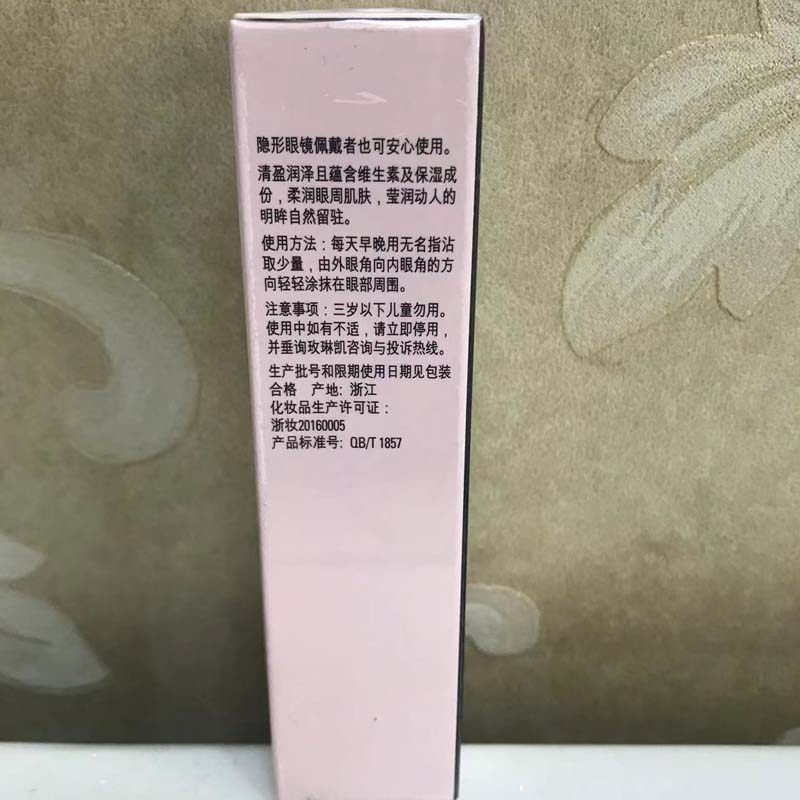 隐形眼镜佩戴者也可安心使用。
清盈润泽且蕴含维生素及保湿成
份，柔润眼周肌肤，莹润动人的
明眸自然留驻。
使用方法：每天早晚用无名指沾
取少量，由外眼角向内眼角的方
向轻轻涂抹在眼部周围。
注意事项：三岁以下儿童勿用。
使用中如有不适，请立即停用，
并垂询玫琳凯咨询与投诉热线。
生产批号和限期使用日期见包装
合格 产地: 浙江
化妆品生产许可证：
浙妆20160005
产品标准号: QB/T 1857